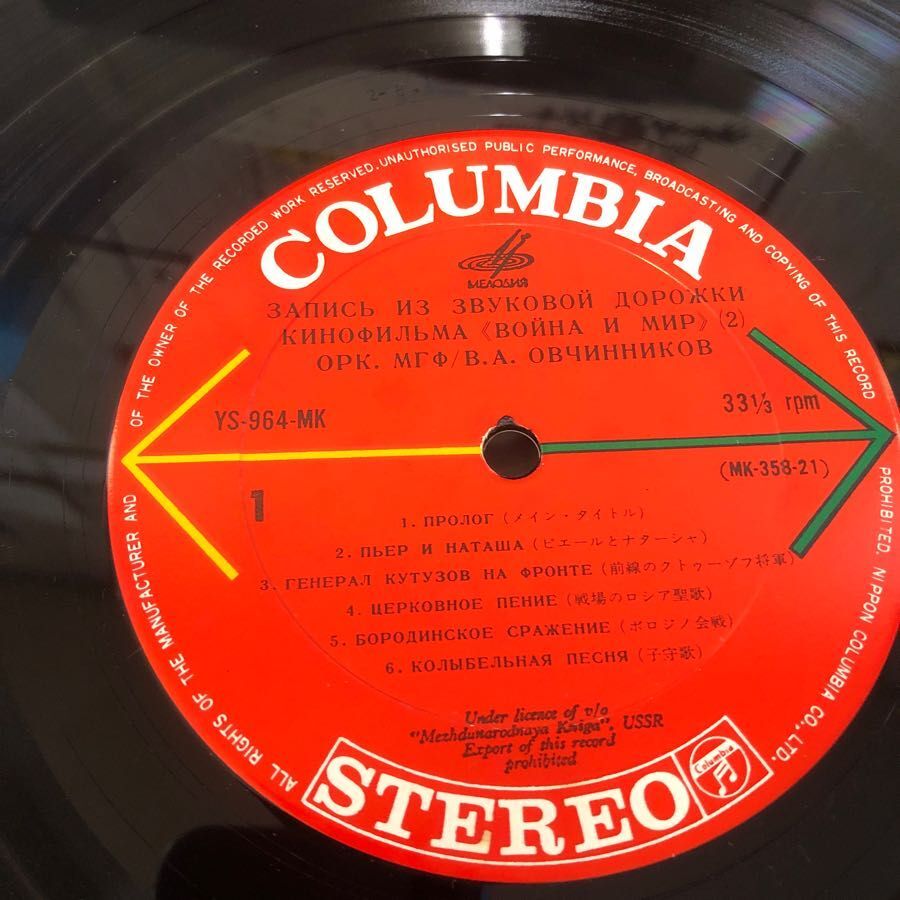 ALL RIGHTS OF THE MANUFACTURER AND OF THE OWNER OF THE RECORDED WORK RESERVED. UNAUTHORISED PUBLIC PERFORMANCE, BROADCASTING AND COPYING OF THIS RECORD PROHIBITED. NIPPON COLUMBIA CO., LTD.
COLUMBIA
МЕЛОДИЯ
ЗАПИСЬ ИЗ ЗВУКОВОЙ ДОРОЖКИ
КИНОФИЛЬМА 《ВОЙНА И МИР》 (2)
ОРК. МГФ/В.А. ОВЧИННИКОВ
YS-964-MK
33 1/3 rpm
(MK-358-21)
1
1. ПРОЛОГ (メイン・タイトル)
2. ПЬЕР И НАТАША (ピエールとナターシャ)
3. ГЕНЕРАЛ КУТУЗОВ НА ФРОНТЕ (前線のクトゥーゾフ将軍)
4. ЦЕРКОВНОЕ ПЕНИЕ (戦場のロシア聖歌)
5. БОРОДИНСКОЕ СРАЖЕНИЕ (ボロジノ会戦)
6. КОЛЫБЕЛЬНАЯ ПЕСНЯ (子守歌)
Under licence of v/o
"Mezhdunarodnaya Kniga", USSR
Export of this record
prohibited
STEREO
Columbia